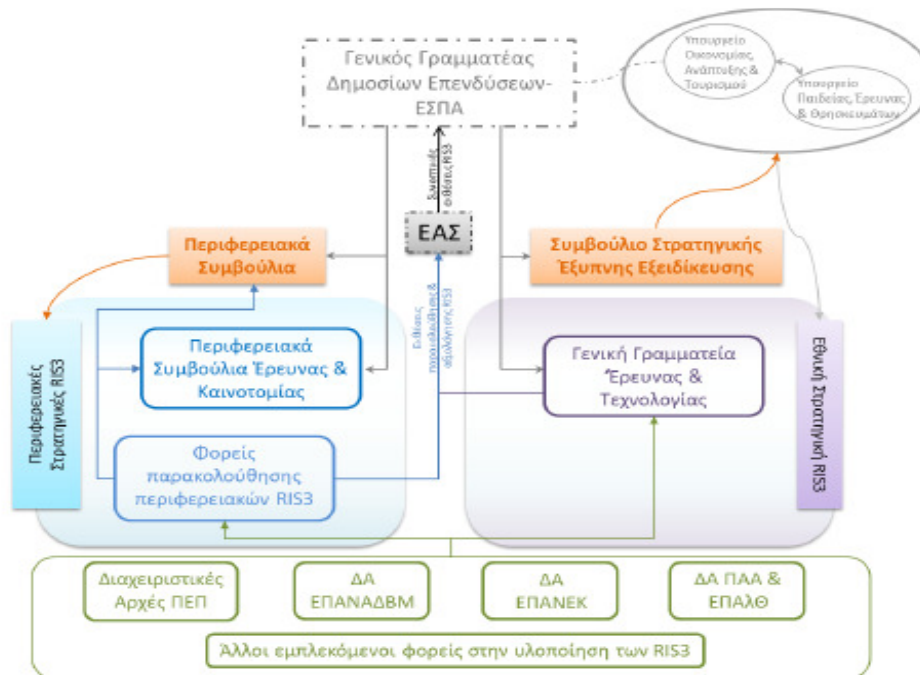 Γενικός Γραμματέας
Δημοσίων Επενδύσεων-
ΕΣΠΑ
Υπουργείο
Οικονομίας,
Ανάπτυξης &
Τουρισμού
Υπουργείο
Παιδείας, Έρευνας
& Θρησκευμάτων
Συνοπτικές
εκθέσεις RIS3
ΕΑΣ
Περιφερειακά
Συμβούλια
Συμβούλιο Στρατηγικής
Έξυπνης Εξειδίκευσης
Εκθέσεις
παρακολούθησης &
αξιολόγησης RIS3
Περιφερειακές
Στρατηγικές RIS3
Περιφερειακά
Συμβούλια Έρευνας &
Καινοτομίας
Γενική Γραμματεία
Έρευνας &
Τεχνολογίας
Εθνική Στρατηγική RIS3
Φορείς
παρακολούθησης
περιφερειακών RIS3
Διαχειριστικές
Αρχές ΠΕΠ
ΔΑ
ΕΠΑΝΑΔΒΜ
ΔΑ
ΕΠΑΝΕΚ
ΔΑ ΠΑΑ &
ΕΠΑλΘ
Άλλοι εμπλεκόμενοι φορείς στην υλοποίηση των RIS3